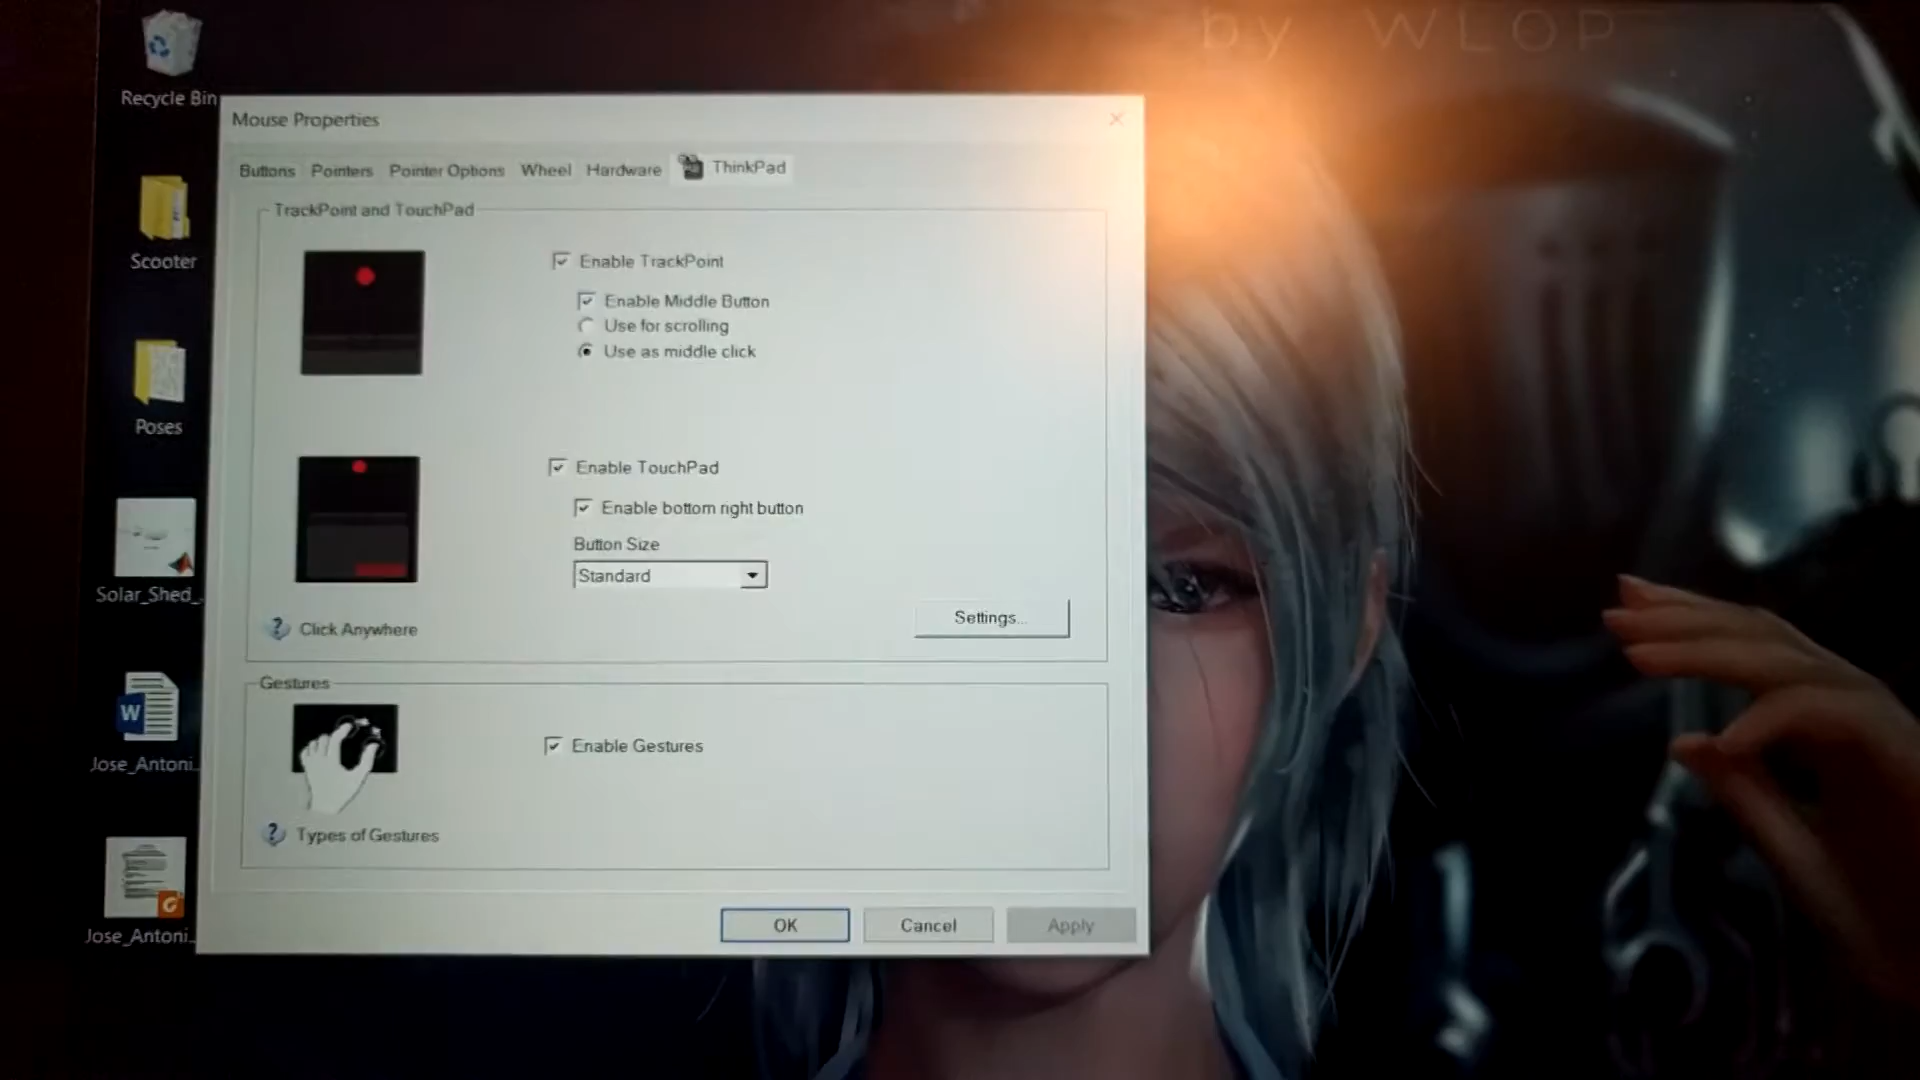 by WLOP
Recycle Bin
Scooter
Poses
Solar_Shed_..
Jose_Antoni..
Jose_Antoni..
Mouse Properties
Buttons Pointers Pointer Options Wheel Hardware ThinkPad
TrackPoint and TouchPad
Enable TrackPoint
Enable Middle Button
Use for scrolling
Use as middle click
Enable TouchPad
Enable bottom right button
Button Size
Standard
Settings...
Click Anywhere
Gestures
Enable Gestures
Types of Gestures
OK Cancel Apply